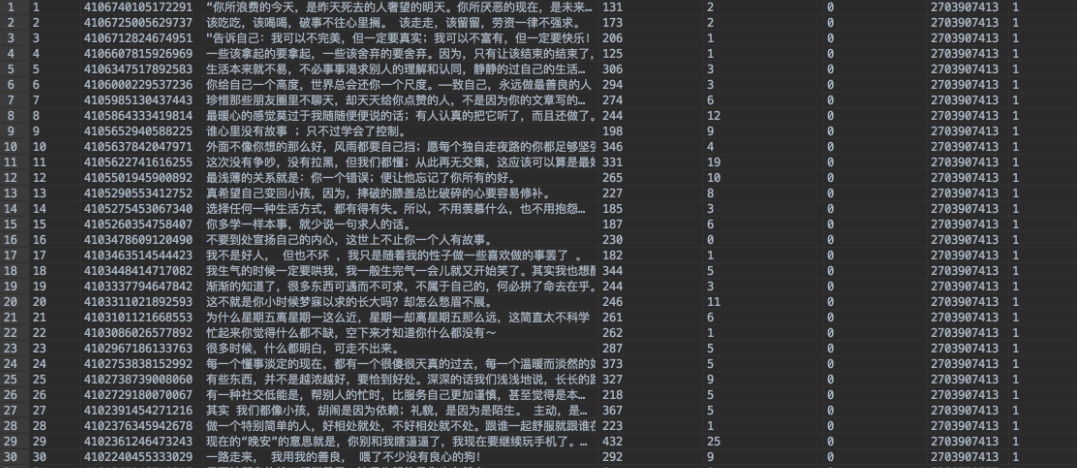 1 1 4106740105172291 "你所浪费的今天，是昨天死去的人奢望的明天。你所厌恶的现在，是未来… 131 2 0 2703907413 1
2 2 4106725005629737 该吃吃，该喝喝，破事不往心里搁。 该走走，该留留，劳资一律不强求。 173 2 0 2703907413 1
3 3 4106712824674951 "告诉自己：我可以不完美，但一定要真实；我可以不富有，但一定要快乐! 206 1 0 2703907413 1
4 4 4106607815926969 一些该拿起的要拿起，一些该舍弃的要舍弃。因为，只有让该结束的结束了, 125 1 0 2703907413 1
5 5 4106347517892583 生活本来就不易，不必事事渴求别人的理解和认同，静静的过自己的生活… 306 3 0 2703907413 1
6 6 4106000229537236 你给自己一个高度，世界总会还你一个尺度。—致自己，永远做最善良的人 294 3 0 2703907413 1
7 7 4105985130437443 珍惜那些朋友圈里不聊天，却天天给你点赞的人，不是因为你的文章写的… 274 6 0 2703907413 1
8 8 4105864333419814 最暖心的感觉莫过于我随随便便说的话；有人认真的把它听了，而且还做了。 244 12 0 2703907413 1
9 9 4105652940588225 谁心里没有故事 ；只不过学会了控制。 198 9 0 2703907413 1
10 10 4105637842047971 外面不像你想的那么好，风雨都要自己挡；愿每个独自走夜路的你都足够坚强 346 4 0 2703907413 1
11 11 4105622741616255 这次没有争吵，没有拉黑，但我们都懂；从此再无交集，这应该可以算是最好 331 19 0 2703907413 1
12 12 4105501945900892 最浅薄的关系就是：你一个错误；便让他忘记了你所有的好。 265 10 0 2703907413 1
13 13 4105290553412752 真希望自己变回小孩，因为，摔破的膝盖总比破碎的心要容易修补。 227 8 0 2703907413 1
14 14 4105275453067340 选择任何一种生活方式，都有得有失。所以，不用羡慕什么，也不用抱怨… 185 3 0 2703907413 1
15 15 4105260354758407 你多学一样本事，就少说一句求人的话。 187 6 0 2703907413 1
16 16 4103478609120490 不要到处宣扬自己的内心，这世上不止你一个人有故事。 230 0 0 2703907413 1
17 17 4103463514544423 我不是好人， 但也不坏 ，我只是随着我的性子做一些喜欢做的事罢了 。 182 1 0 2703907413 1
18 18 4103448414717082 我生气的时候一定要哄我，我一般生完气一会儿就又开始笑了。其实我也想 344 5 0 2703907413 1
19 19 4103337794647842 渐渐的知道了，很多东西可遇而不可求，不属于自己的，何必拼了命去在乎。 244 3 0 2703907413 1
20 20 4103311021892593 这不就是你小时候梦寐以求的长大吗？却怎么愁眉不展。 246 11 0 2703907413 1
21 21 4103101121668553 为什么星期五离星期一这么近，星期一却离星期五那么远，这简直太不科学 261 6 0 2703907413 1
22 22 4103086026577892 忙起来你觉得什么都不缺，空下来才知道你什么都没有～ 262 1 0 2703907413 1
23 23 4102967186133763 很多时候，什么都明白，可走不出来。 287 5 0 2703907413 1
24 24 4102753838152992 每一个懂事淡定的现在，都有一个很傻很天真的过去，每一个温暖而淡然的如 373 5 0 2703907413 1
25 25 4102738739008060 有些东西，并不是越浓越好，要恰到好处。深深的话我们浅浅地说，长长的路 327 9 0 2703907413 1
26 26 4102729180070067 有一种社交低能是，帮别人的忙时，比服务自己更加谨慎，甚至觉得是本… 218 5 0 2703907413 1
27 27 4102391454271216 其实 我们都像小孩，胡闹是因为依赖；礼貌，是因为是陌生。 主动，是… 367 5 0 2703907413 1
28 28 4102376345942678 做一个特别简单的人，好相处就处，不好相处就不处。跟谁一起舒服就跟谁在 223 1 0 2703907413 1
29 29 4102361246473243 现在的“晚安”的意思就是，你别和我瞎逼逼了，我现在要继续玩手机了。… 432 25 0 2703907413 1
30 30 4102240455333029 一路走来， 我用我的善良， 喂了不少没有良心的狗! 292 9 0 2703907413 1